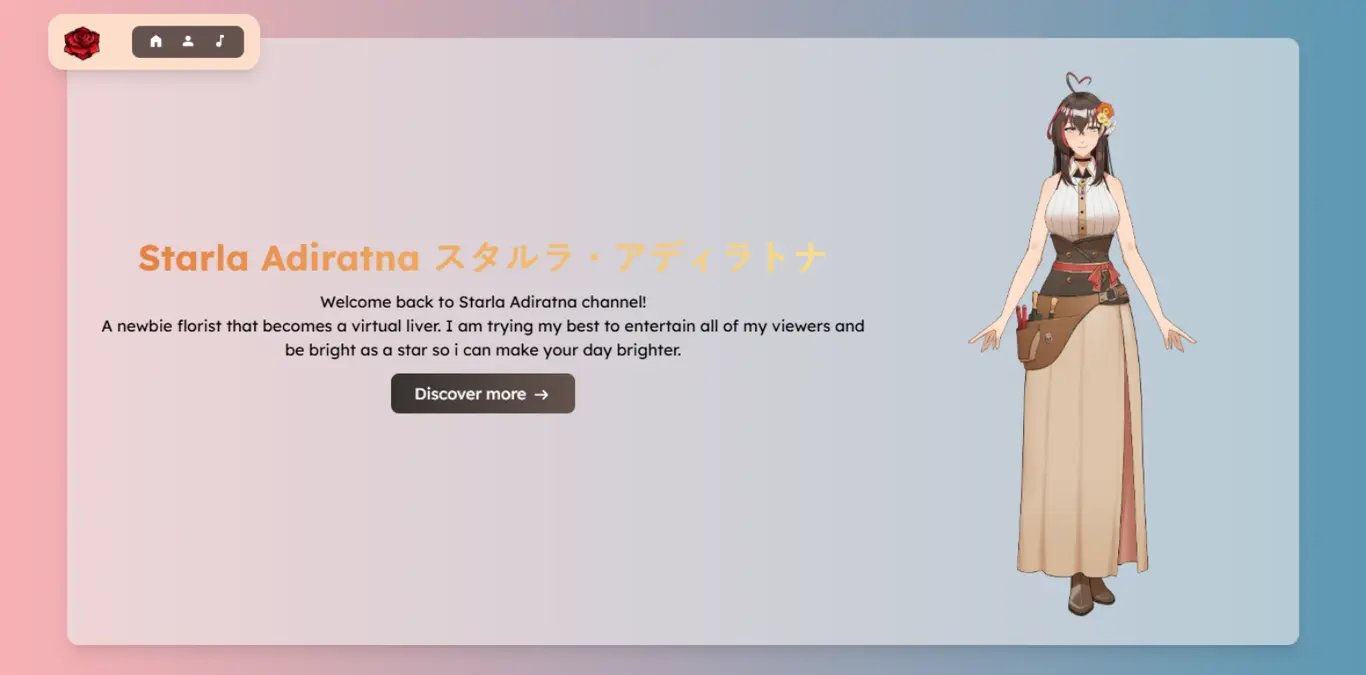 Starla Adiratna スタルラ・アディラトナ
Welcome back to Starla Adiratna channel!
A newbie florist that becomes a virtual liver. I am trying my best to entertain all of my viewers and
be bright as a star so i can make your day brighter.
Discover more →